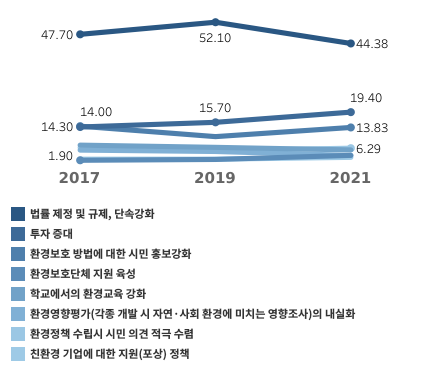 47.70
52.10
44.38
14.00
15.70
19.40
14.30
13.83
1.90
6.29
2017 2019 2021
법률 제정 및 규제, 단속강화
투자 증대
환경보호 방법에 대한 시민 홍보강화
환경보호단체 지원 육성
학교에서의 환경교육 강화
환경영향평가(각종 개발 시 자연·사회 환경에 미치는 영향조사)의 내실화
환경정책 수립시 시민 의견 적극 수렴
친환경 기업에 대한 지원(포상) 정책